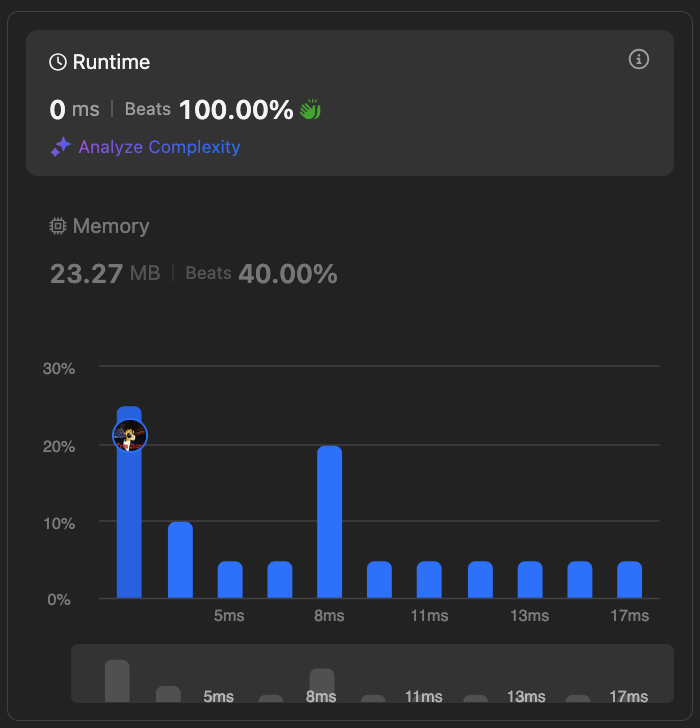 Runtime
0 ms | Beats 100.00%
Analyze Complexity
Memory
23.27 MB | Beats 40.00%
30%
20%
10%
0%
5ms 8ms 11ms 13ms 17ms
5ms 8ms 11ms 13ms 17ms